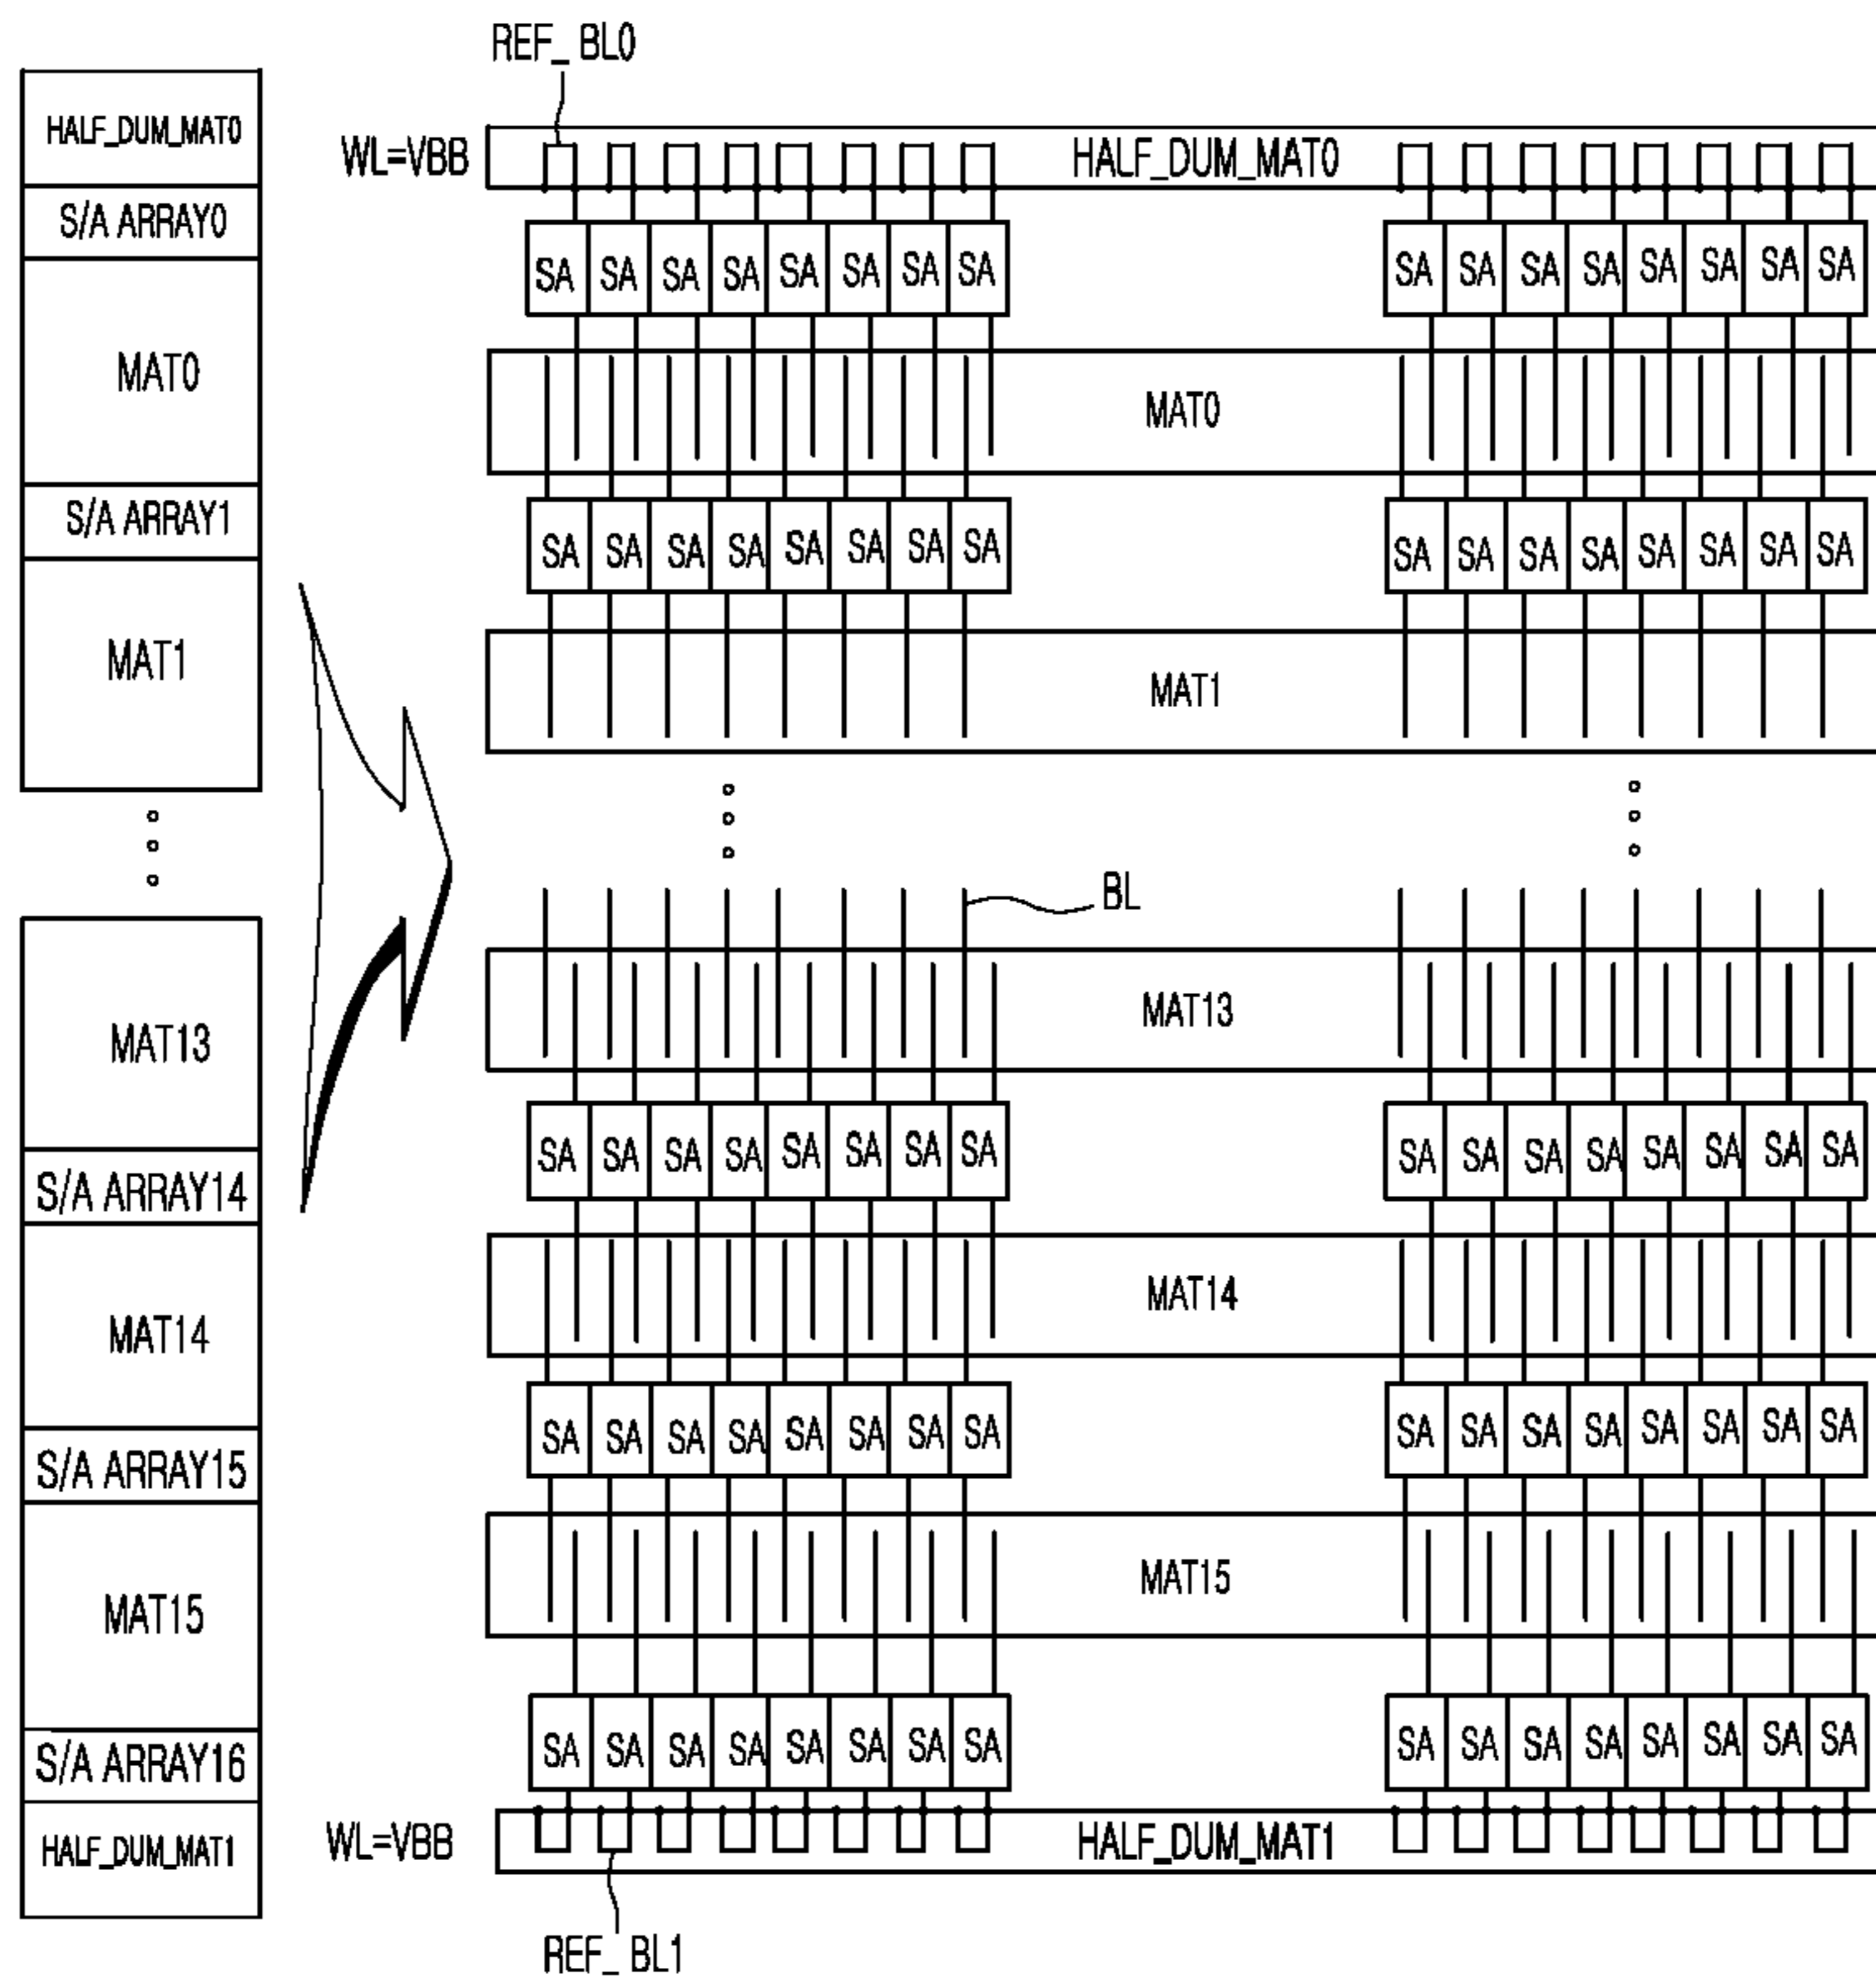 HALF_DUM_MAT0
S/A ARRAY0
MAT0
S/A ARRAY1
MAT1
MAT13
S/A ARRAY14
MAT14
S/A ARRAY15
MAT15
S/A ARRAY16
HALF_DUM_MAT1
REF_ BL0
WL=VBB HALF_DUM_MAT0
SA SA SA SA SA SA SA SA SA SA SA SA SA SA SA SA
MAT0
SA SA SA SA SA SA SA SA SA SA SA SA SA SA SA SA
MAT1
BL
MAT13
SA SA SA SA SA SA SA SA SA SA SA SA SA SA SA SA
MAT14
SA SA SA SA SA SA SA SA SA SA SA SA SA SA SA SA
MAT15
SA SA SA SA SA SA SA SA SA SA SA SA SA SA SA SA
WL=VBB HALF_DUM_MAT1
REF_ BL1